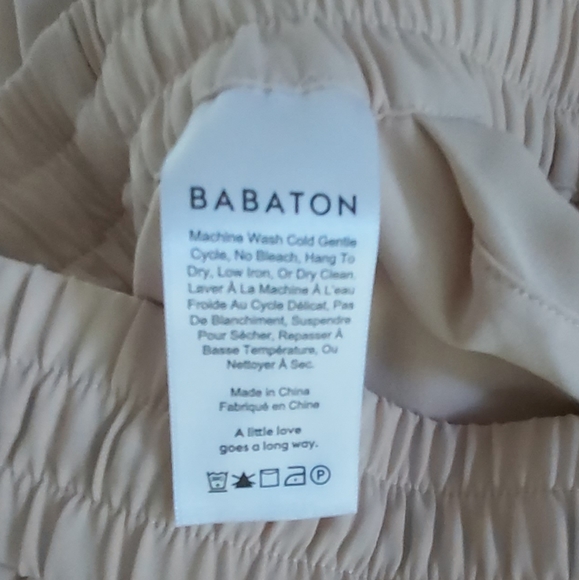 BABATON
Machine Wash Cold Gentle
Cycle, No Bleach, Hang To
Dry, Low Iron, Or Dry Clean.
Laver À La Machine À L'eau
Froide Au Cycle Délicat, Pas
De Blanchiment, Suspendre
Pour Sécher, Repasser À
Basse Température, Ou
Nettoyer À Sec.
Made in China
Fabriqué en Chine
A little love
goes a long way.
P